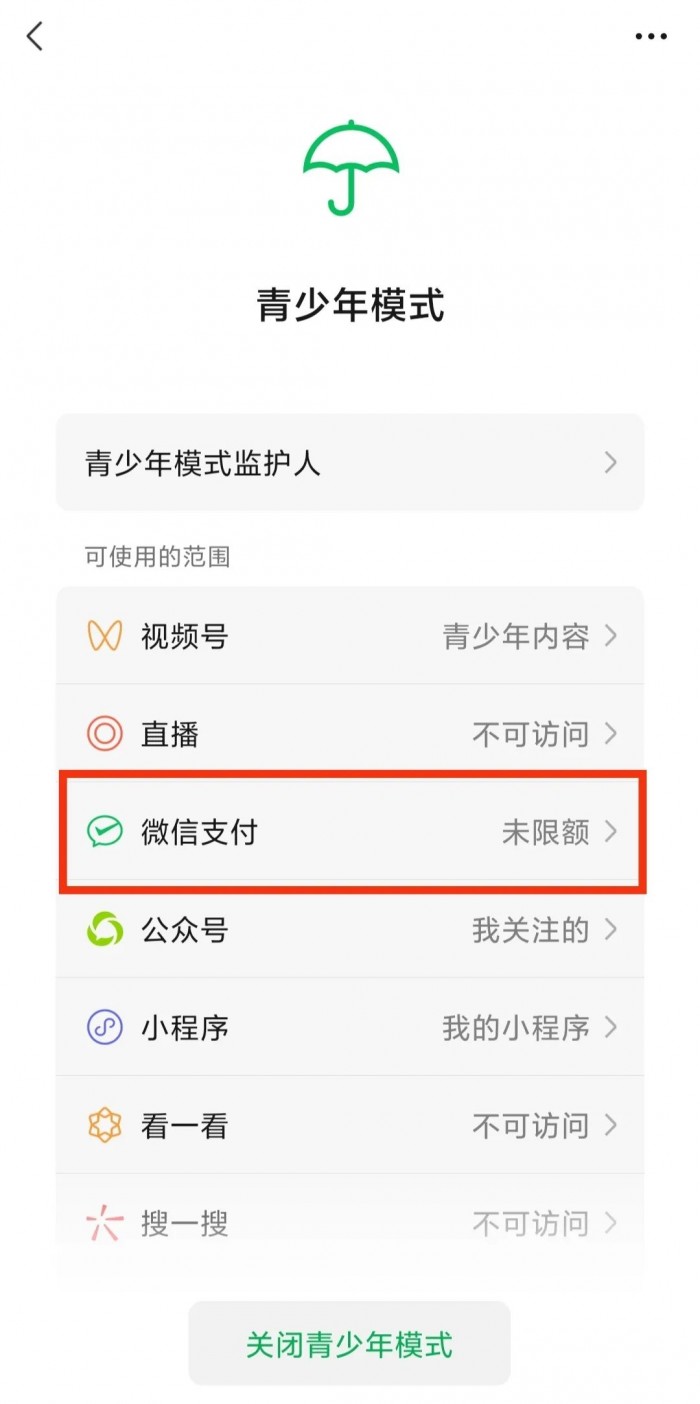 青少年模式
青少年模式监护人
可使用的范围
视频号 青少年内容
直播 不可访问
微信支付 未限额
公众号 我关注的
小程序 我的小程序
看一看 不可访问
搜一搜 不可访问
关闭青少年模式